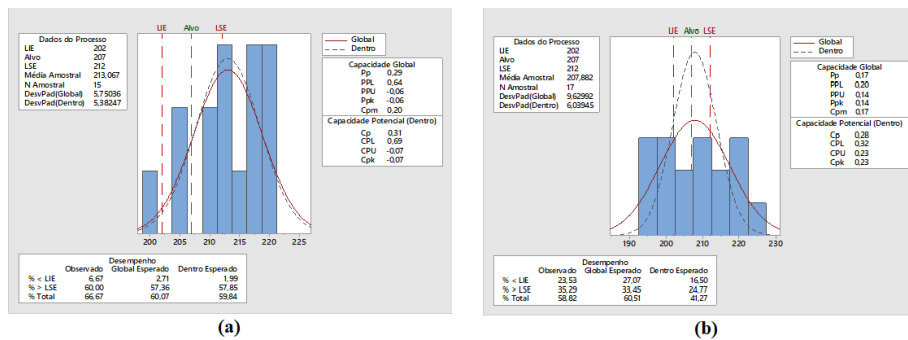 LIE Alvo LSE
Dados do Processo
LIE 202
Alvo 207
LSE 212
Média Amostral 213,067
N Amostral 15
DesvPad(Global) 5,75036
DesvPad(Dentro) 5,38247
Global
Dentro
Capacidade Global
Pp 0,29
PPL 0,64
PPU -0,06
Ppk -0,06
Cpm 0,20
Capacidade Potencial (Dentro)
Cp 0,31
CPL 0,69
CPU -0,07
Cpk -0,07
200 205 210 215 220 225
Desempenho
Observado Global Esperado Dentro Esperado
% < LIE 6,67 2,71 1,99
% > LSE 60,00 57,36 57,85
% Total 66,67 60,07 59,84
(a)
LIE Alvo LSE
Dados do Processo
LIE 202
Alvo 207
LSE 212
Média Amostral 207,882
N Amostral 17
DesvPad(Global) 9,62992
DesvPad(Dentro) 6,03945
Global
Dentro
Capacidade Global
Pp 0,17
PPL 0,20
PPU 0,14
Ppk 0,14
Cpm 0,17
Capacidade Potencial (Dentro)
Cp 0,28
CPL 0,32
CPU 0,23
Cpk 0,23
190 200 210 220 230
Desempenho
Observado Global Esperado Dentro Esperado
% < LIE 23,53 27,07 16,50
% > LSE 35,29 33,45 24,77
% Total 58,82 60,51 41,27
(b)